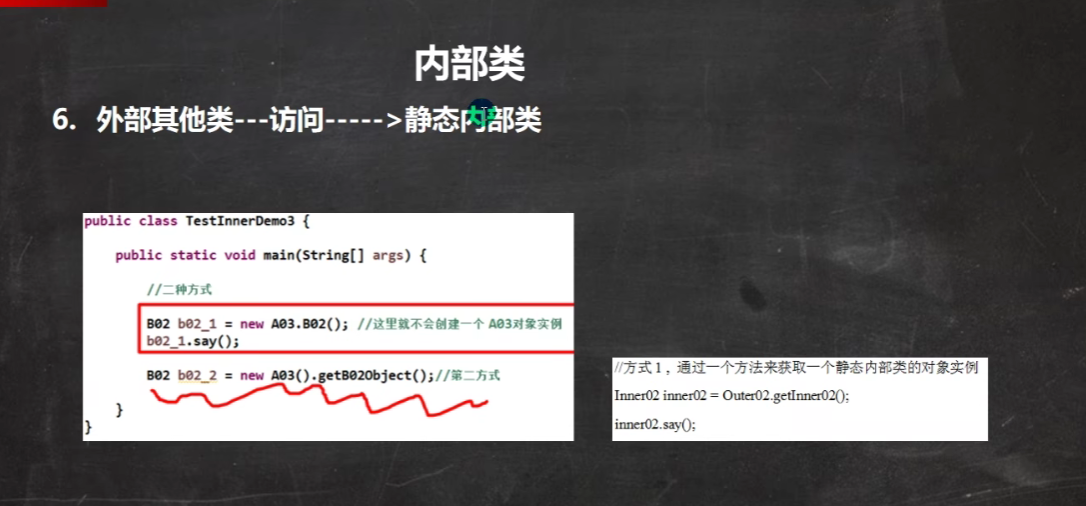 内部类
6. 外部其他类---访问----->静态内部类
public class TestInnerDemo3 {
public static void main(String[] args) {
//二种方式
B02 b02_1 = new A03.B02(); //这里就不会创建一个 A03对象实例
b02_1.say();
B02 b02_2 = new A03().getB02Object();//第二方式
}
}
//方式 1，通过一个方法来获取一个静态内部类的对象实例
Inner02 inner02 = Outer02.getInner02();
inner02.say();